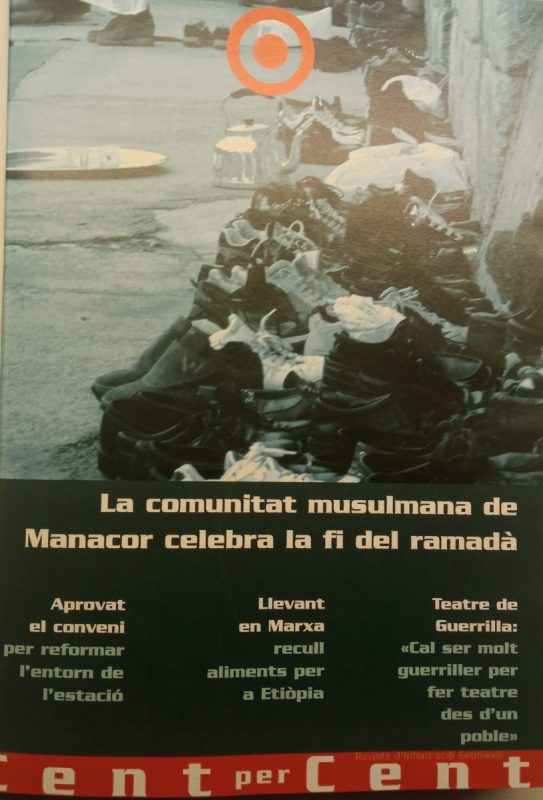 La comunitat musulmana de
Manacor celebra la fi del ramadà
Aprovat
el conveni
per reformar
l'entorn de
l'estació
Llevant
en Marxa
recull
aliments per
a Etiòpia
Teatre de
Guerrilla:
«Cal ser molt
guerriller per
fer teatre
des d'un
poble»
Revista d'Informació Setmanal
Cent per Cent